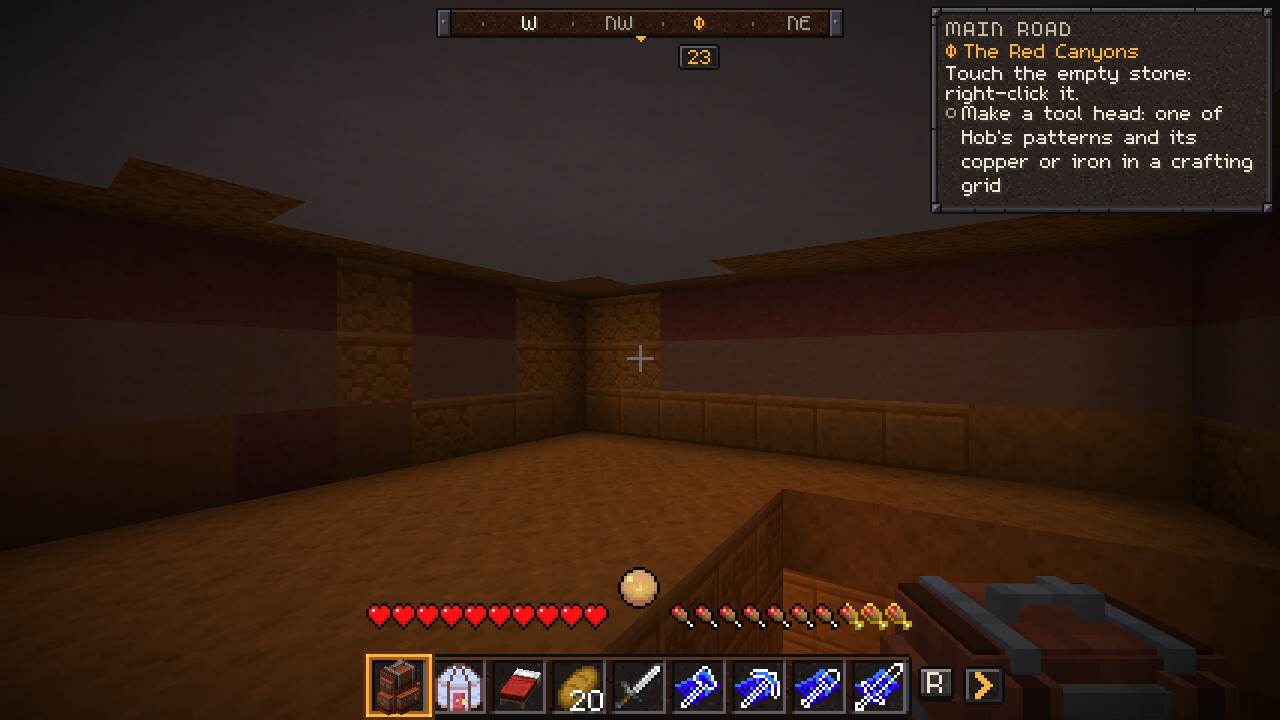 W NW NE
23
MAIN ROAD
The Red Canyons
Touch the empty stone:
right-click it.
Make a tool head: one of
Hob's patterns and its
copper or iron in a crafting
grid
20
R